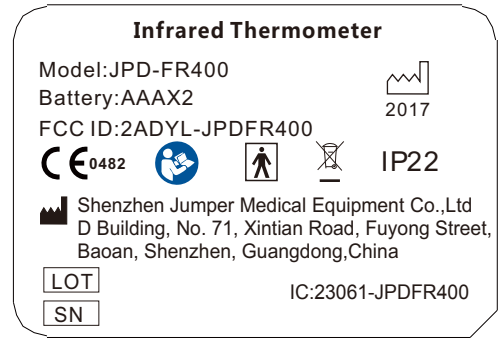 Infrared Thermometer
Model:JPD-FR400
Battery:AAAX2
2017
FCC ID:2ADYL-JPDFR400
CE0482
IP22
Shenzhen Jumper Medical Equipment Co.,Ltd
D Building, No. 71, Xintian Road, Fuyong Street,
Baoan, Shenzhen, Guangdong,China
LOT
IC:23061-JPDFR400
SN